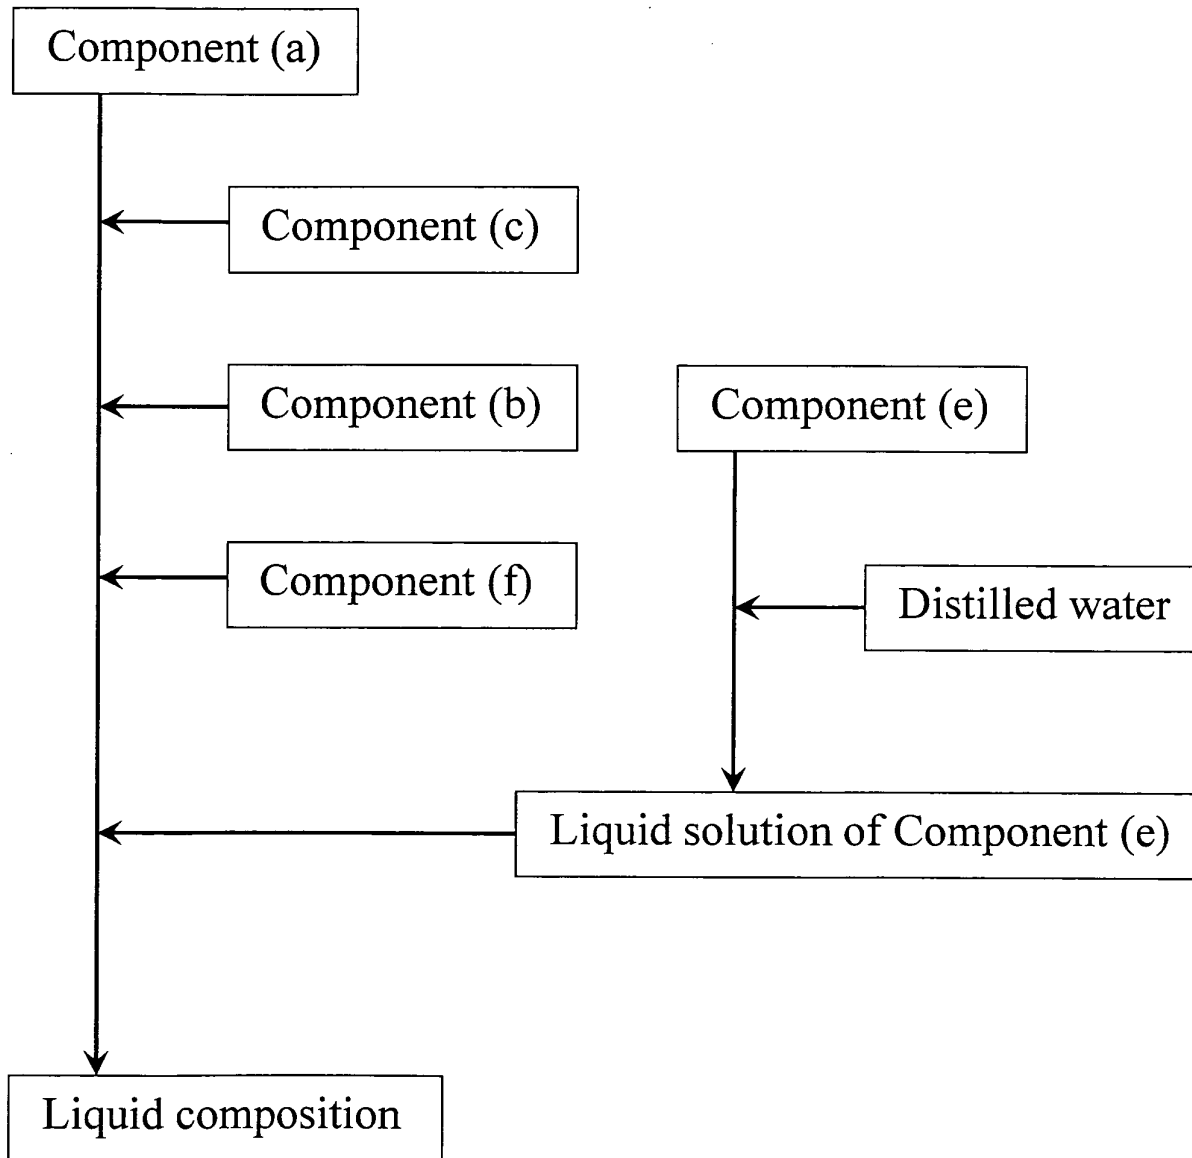 Component (a)
Component (c)
Component (b)
Component (e)
Component (f)
Distilled water
Liquid solution of Component (e)
Liquid composition